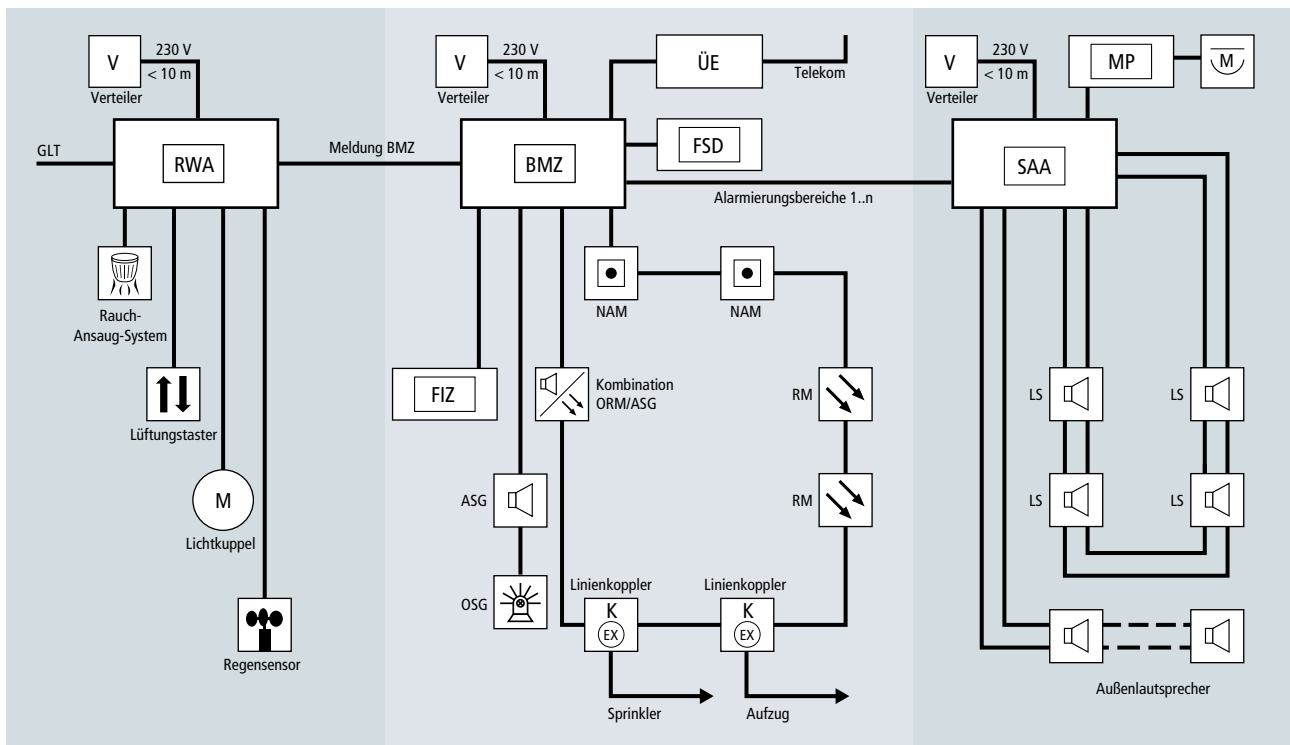 V
230 V
< 10 m
Verteiler
GLT
RWA
Meldung BMZ
Rauch-
Ansaug-System
Lüftungstaster
M
Lichtkuppel
Regensensor
V
230 V
< 10 m
Verteiler
ÜE
Telekom
FSD
BMZ
Alarmierungsbereiche 1..n
NAM
NAM
FIZ
Kombination
ORM/ASG
RM
RM
ASG
OSG
Linienkoppler
K
EX
Linienkoppler
K
EX
Sprinkler
Aufzug
V
230 V
< 10 m
Verteiler
MP
M
SAA
LS
LS
LS
LS
Außenlautsprecher